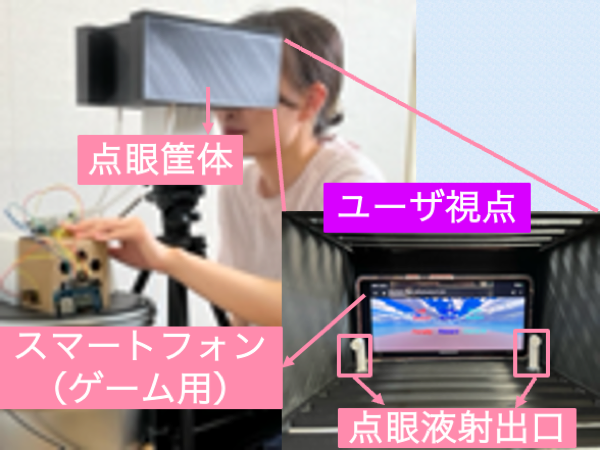 点眼筐体
ユーザ視点
スマートフォン
（ゲーム用）
点眼液射出口